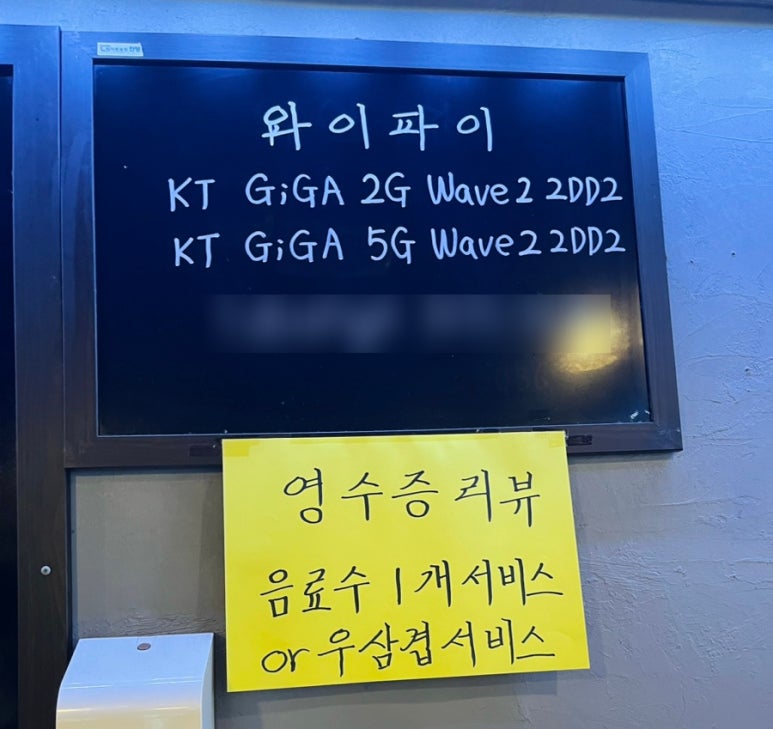 와이파이
KT GiGA 2G Wave2 2DD2
KT GiGA 5G Wave2 2DD2
영수증 리뷰
음료수 1개 서비스
or 우삼겹 서비스